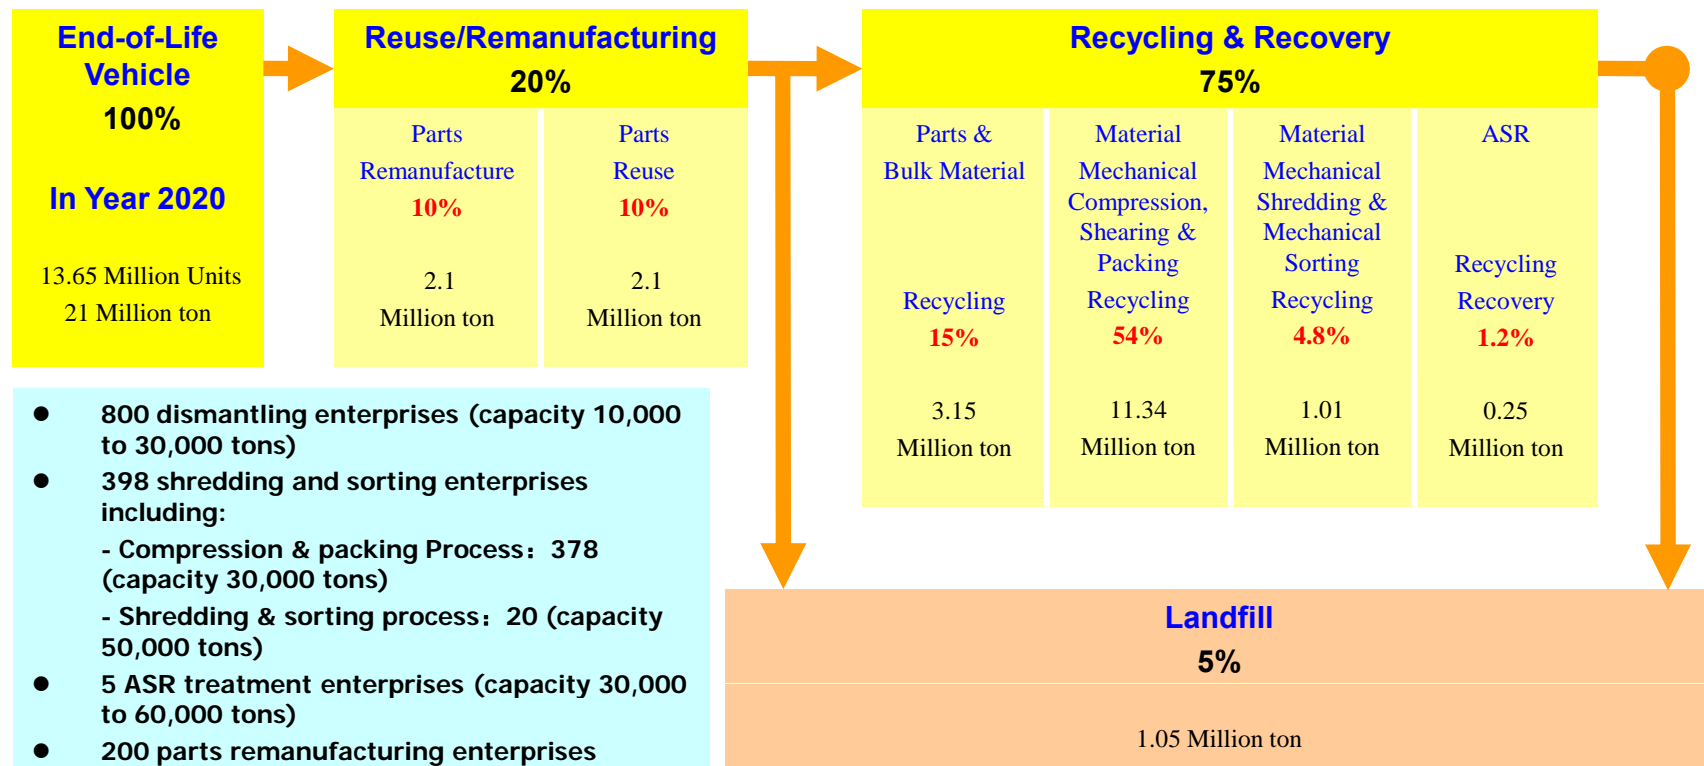 End-of-Life
Vehicle
100%
In Year 2020
13.65 Million Units
21 Million ton
Reuse/Remanufacturing
20%
Parts
Remanufacture
10%
2.1
Million ton
Parts
Reuse
10%
2.1
Million ton
Recycling & Recovery
75%
Parts &
Bulk Material
Recycling
15%
3.15
Million ton
Material
Mechanical
Compression,
Shearing &
Packing
Recycling
54%
11.34
Million ton
Material
Mechanical
Shredding &
Mechanical
Sorting
Recycling
4.8%
1.01
Million ton
ASR
Recycling
Recovery
1.2%
0.25
Million ton
● 800 dismantling enterprises (capacity 10,000
to 30,000 tons)
● 398 shredding and sorting enterprises
including:
- Compression & packing Process：378
(capacity 30,000 tons)
- Shredding & sorting process：20 (capacity
50,000 tons)
● 5 ASR treatment enterprises (capacity 30,000
to 60,000 tons)
● 200 parts remanufacturing enterprises
Landfill
5%
1.05 Million ton